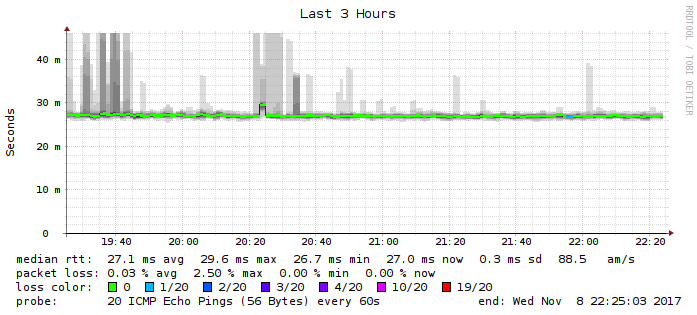 Last 3 Hours
RRDTOOL / TOBI OETIKER
Seconds
40 m
30 m
20 m
10 m
0
19:40 20:00 20:20 20:40 21:00 21:20 21:40 22:00 22:20
median rtt: 27.1 ms avg 29.6 ms max 26.7 ms min 27.0 ms now 0.3 ms sd 88.5 am/s
packet loss: 0.03 % avg 2.50 % max 0.00 % min 0.00 % now
loss color: 0 1/20 2/20 3/20 4/20 10/20 19/20
probe: 20 ICMP Echo Pings (56 Bytes) every 60s end: Wed Nov 8 22:25:03 2017